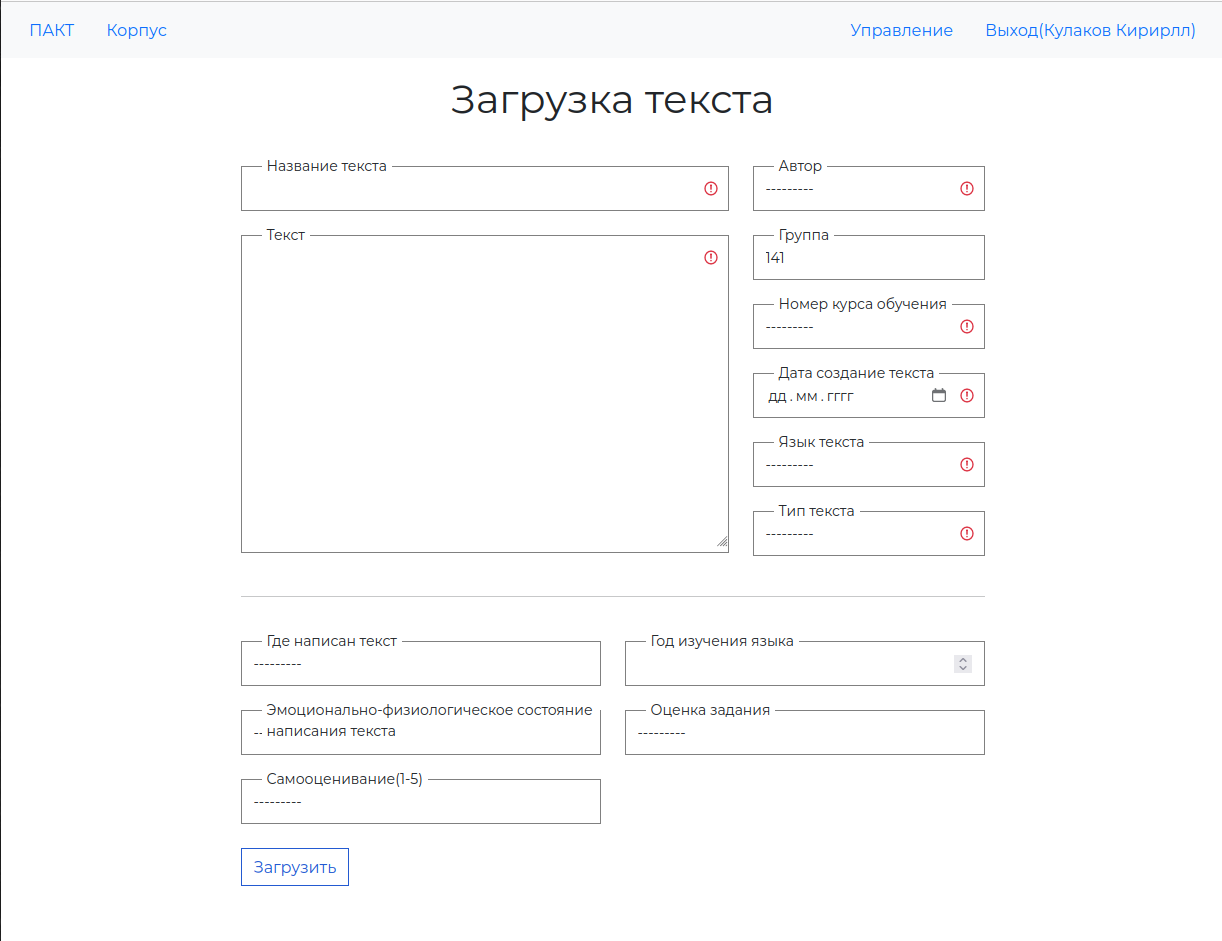 ПАКТ Корпус Управление Выход(Кулаков Кирирлл)
Загрузка текста
Название текста
Автор
---------
Текст
Группа
141
Номер курса обучения
---------
Дата создание текста
дд.мм.гггг
Язык текста
---------
Тип текста
---------
Где написан текст
---------
Год изучения языка
Эмоционально-физиологическое состояние
-- написания текста
Оценка задания
---------
Самооценивание(1-5)
---------
Загрузить